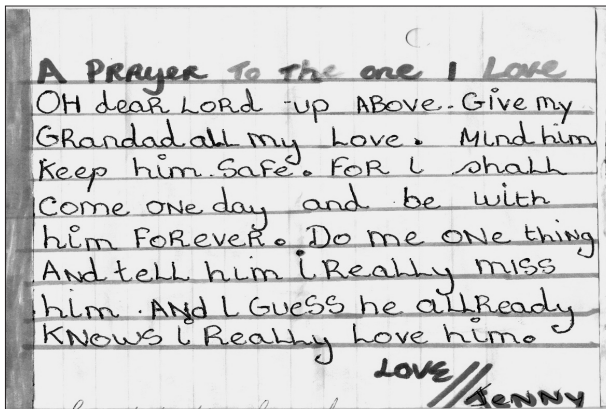 A PRAyer To The one I Love
OH deaR LoRd up ABove. Give my
GRandad aLL my Love. Mind him
Keep him Safe. FoR i shall
Come one day and be with
him FoRever. Do me one thing
And teLL him i ReaLLy miss
him. And i Guess he aLLReady
KNows i ReaLLy Love him.
LOVE
JENNY